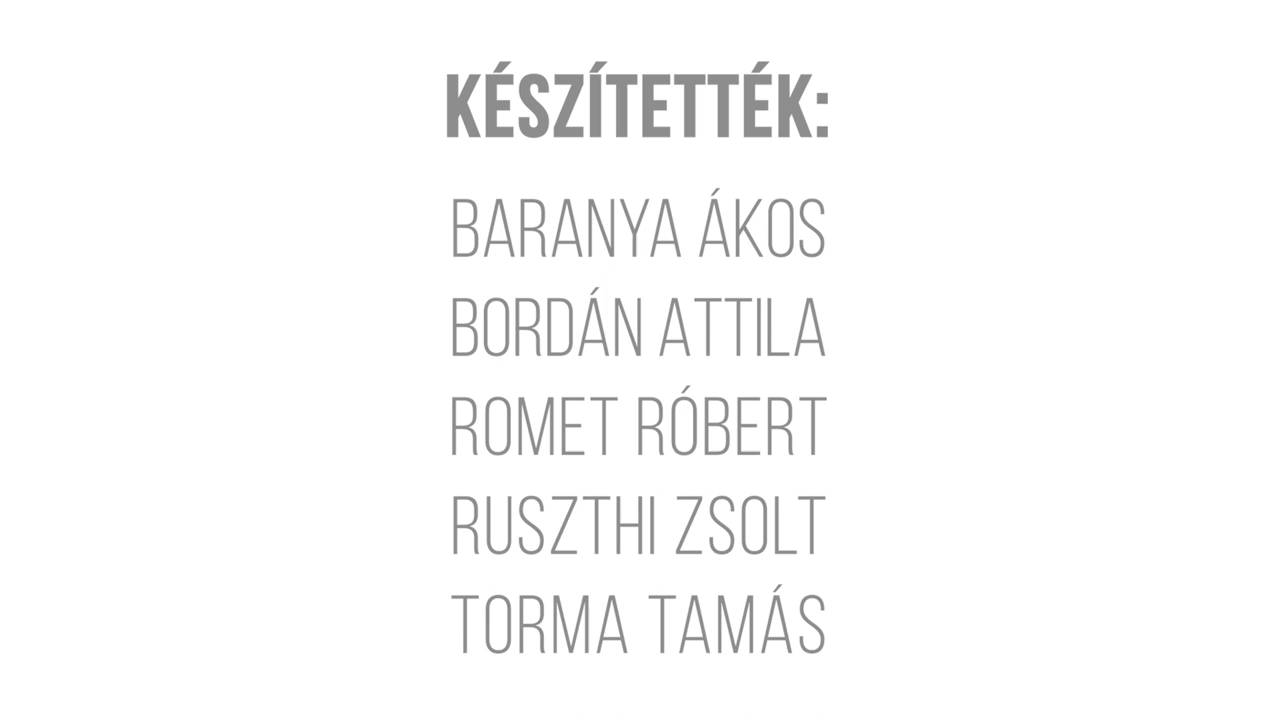 KÉSZÍTETTÉK:
BARANYA ÁKOS
BORDÁN ATTILA
ROMET RÓBERT
RUSZTHI ZSOLT
TORMA TAMÁS